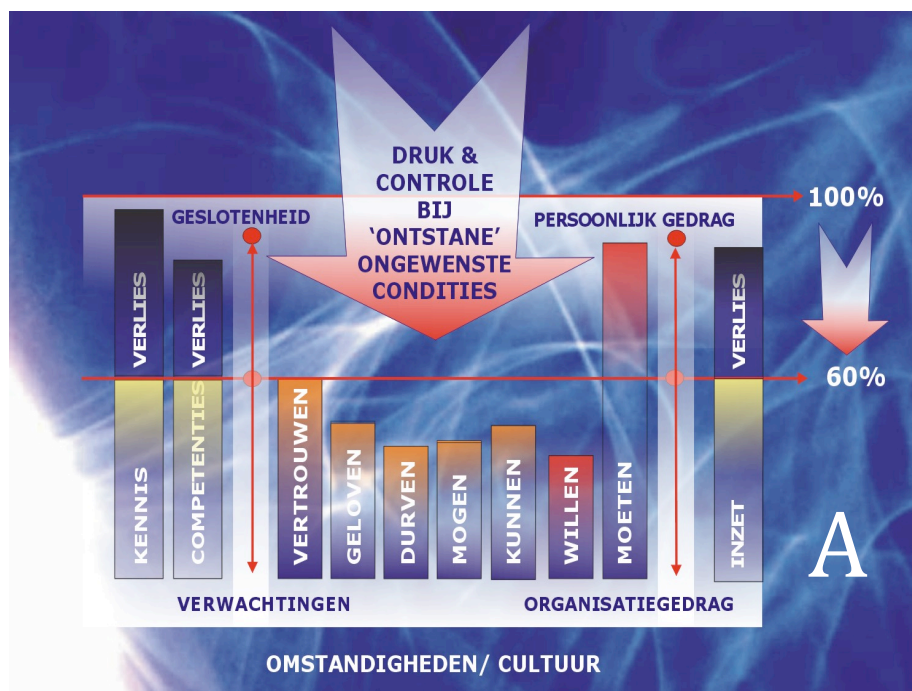 DRUK &
CONTROLE
BIJ
‘ONTSTANE’
ONGEWENSTE
CONDITIES
100%
GESLOTENHEID
PERSOONLIJK GEDRAG
VERLIES
VERLIES
VERLIES
60%
KENNIS
COMPETENTIES
VERTROUWEN
GELOVEN
DURVEN
MOGEN
KUNNEN
WILLEN
MOETEN
INZET
A
VERWACHTINGEN
ORGANISATIEGEDRAG
OMSTANDIGHEDEN/ CULTUUR